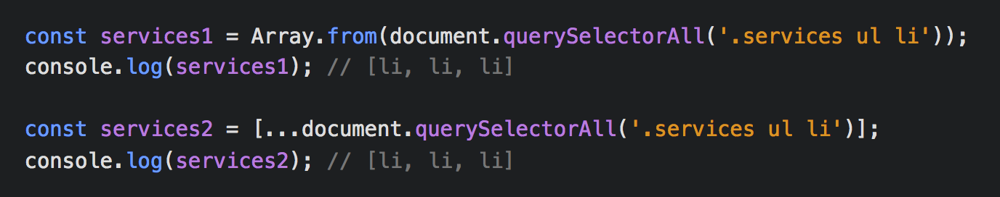 const services1 = Array.from(document.querySelectorAll('.services ul li'));
console.log(services1); // [li, li, li]
const services2 = [...document.querySelectorAll('.services ul li')];
console.log(services2); // [li, li, li]